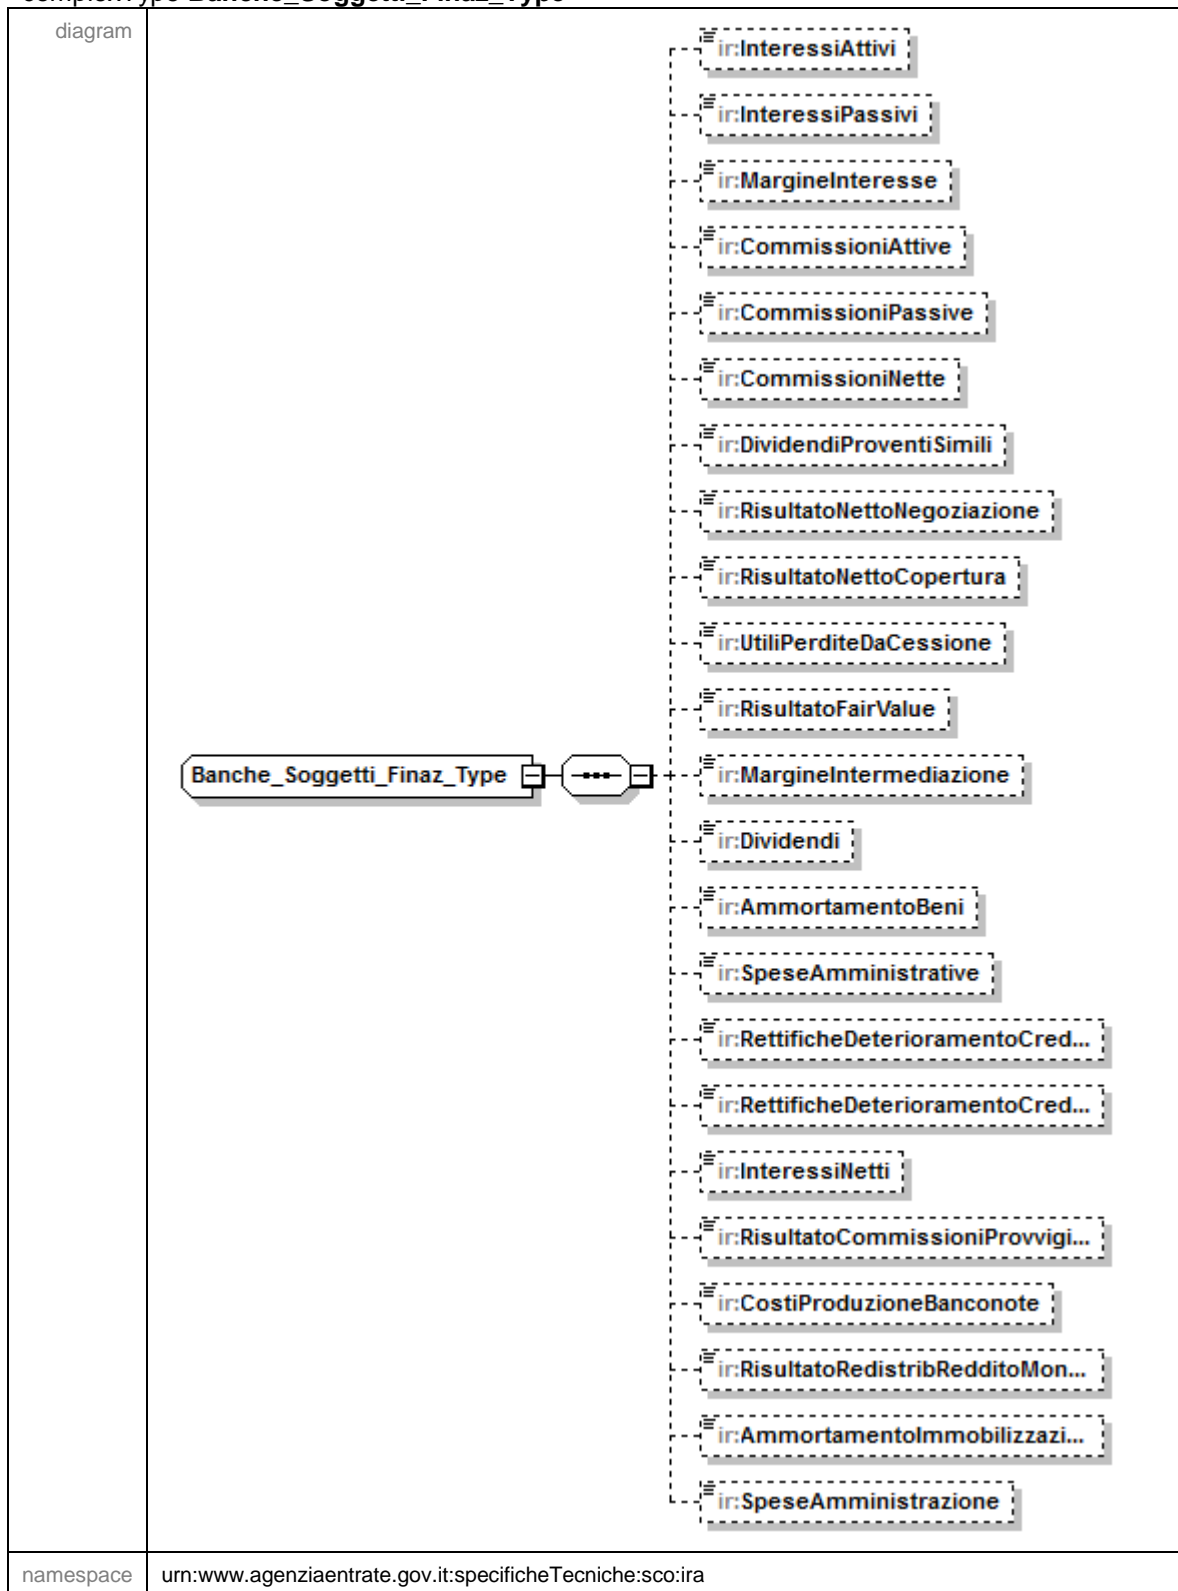 complexType Banche_Soggetti_Finaz_Type
diagram
ir:InteressiAttivi
ir:InteressiPassivi
ir:MargineInteresse
ir:CommissioniAttive
ir:CommissioniPassive
ir:CommissioniNette
ir:DividendiProventiSimili
ir:RisultatoNettoNegoziazione
ir:RisultatoNettoCopertura
ir:UtiliPerditeDaCessione
ir:RisultatoFairValue
Banche_Soggetti_Finaz_Type
ir:MargineIntermediazione
ir:Dividendi
ir:AmmortamentoBeni
ir:SpeseAmministrative
ir:RettificheDeterioramentoCred...
ir:RettificheDeterioramentoCred...
ir:InteressiNetti
ir:RisultatoCommissioniProvvigi...
ir:CostiProduzioneBanconote
ir:RisultatoRedistribRedditoMon...
ir:AmmortamentoImmobilizzazi...
ir:SpeseAmministrazione
namespace
urn:www.agenziaentrate.gov.it:specificheTecniche:sco:ira